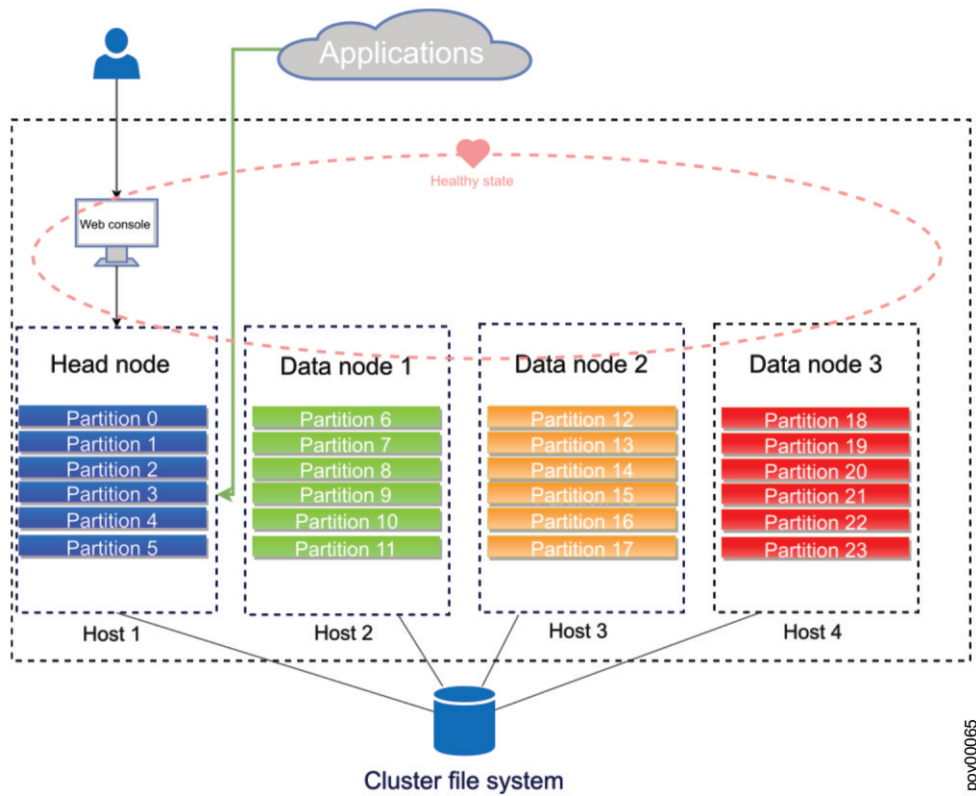 Applications
Healthy state
Web console
Head node
Partition 0
Partition 1
Partition 2
Partition 3
Partition 4
Partition 5
Host 1
Data node 1
Partition 6
Partition 7
Partition 8
Partition 9
Partition 10
Partition 11
Host 2
Data node 2
Partition 12
Partition 13
Partition 14
Partition 15
Partition 16
Partition 17
Host 3
Data node 3
Partition 18
Partition 19
Partition 20
Partition 21
Partition 22
Partition 23
Host 4
Cluster file system
poy00065